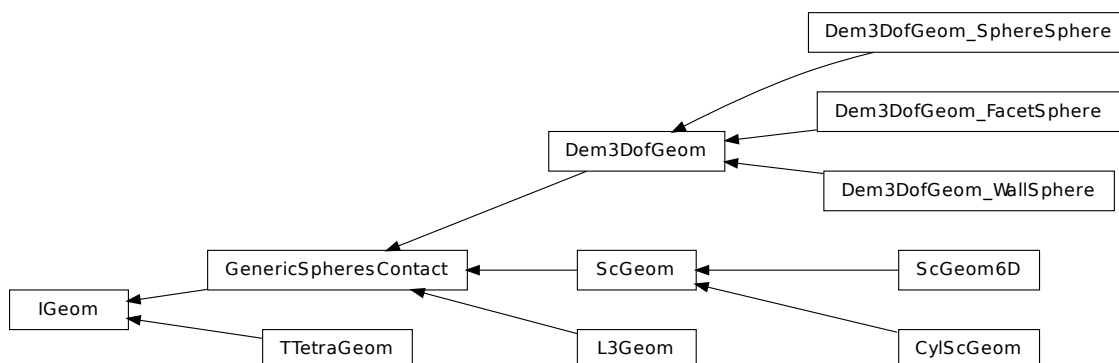 Dem3DofGeom_SphereSphere
Dem3DofGeom_FacetSphere
Dem3DofGeom
Dem3DofGeom_WallSphere
GenericSpheresContact
ScGeom
ScGeom6D
IGeom
TTetraGeom
L3Geom
CylScGeom